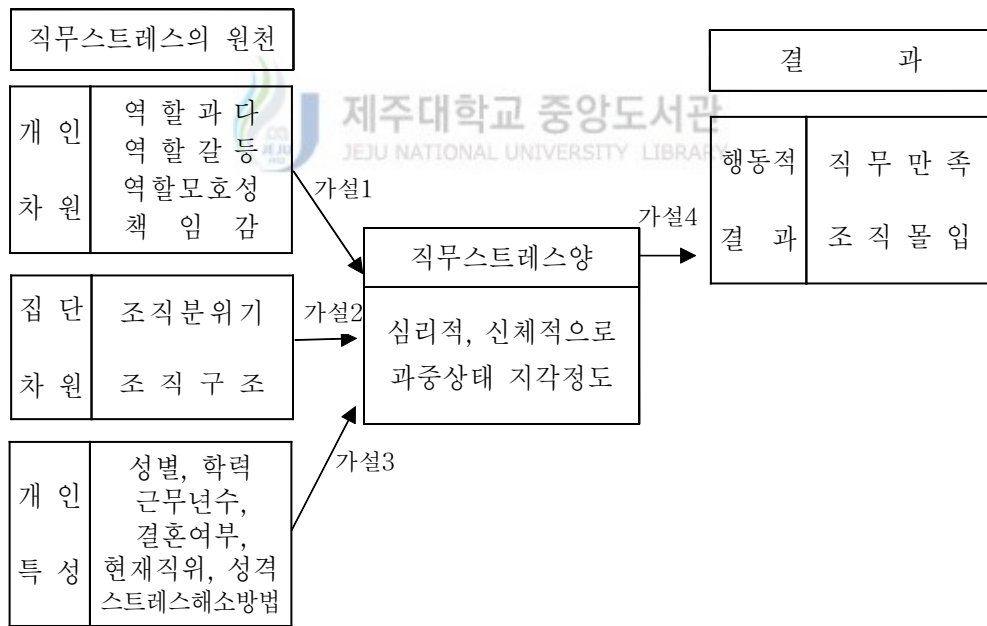 직무스트레스의 원천
개 인
차 원
역 할 과 다
역 할 갈 등
역할모호성
책 임 감
집 단
차 원
조직분위기
조 직 구 조
개 인
특 성
성별, 학력
근무년수,
결혼여부,
현재직위, 성격
스트레스해소방법
가설1
가설2
가설3
직무스트레스양
심리적, 신체적으로
과중상태 지각정도
가설4
결 과
행동적
결 과
직 무 만 족
조 직 몰 입
제주대학교 중앙도서관
JEJU NATIONAL UNIVERSITY LIBRARY